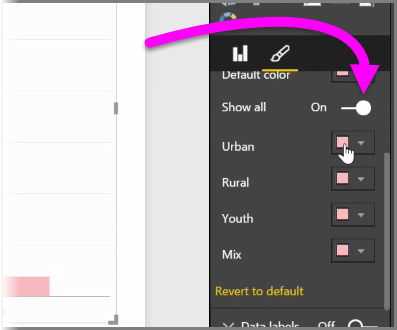 Default color
Show all On
Urban
Rural
Youth
Mix
Revert to default
Data labels Off